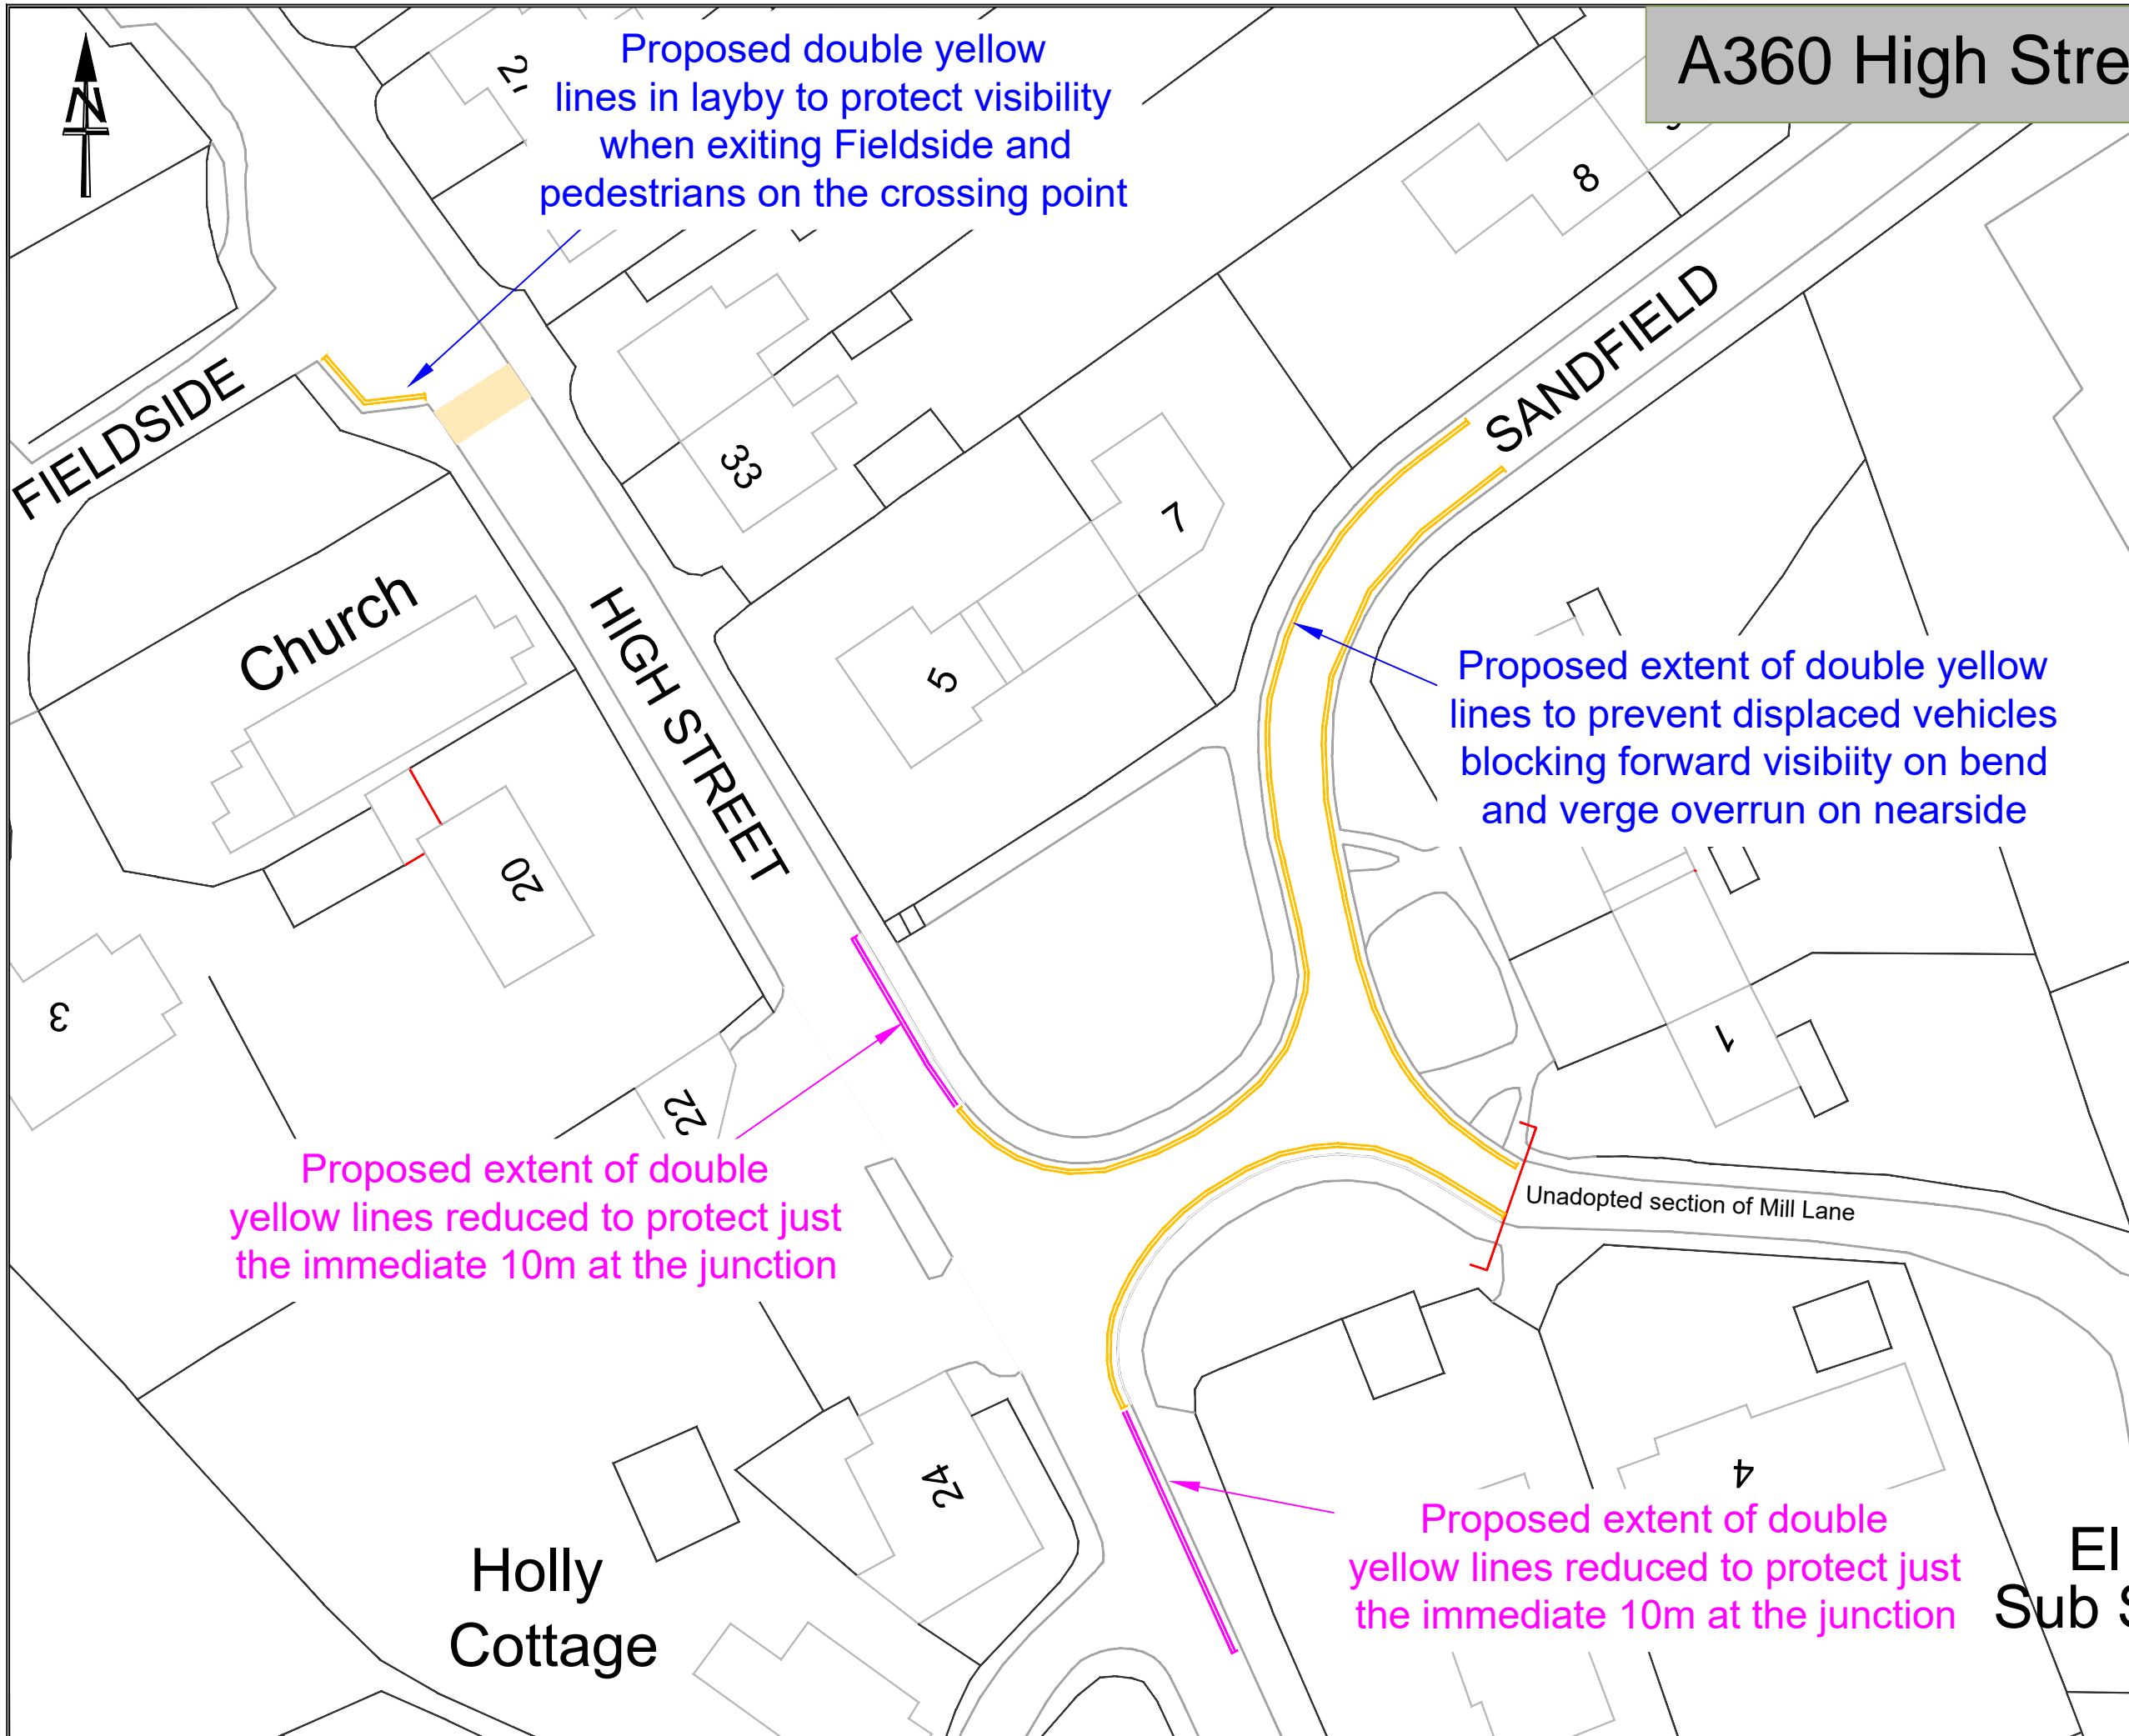 A360 High Stre
N
Proposed double yellow
lines in layby to protect visibility
when exiting Fieldside and
pedestrians on the crossing point
8
SANDFIELD
FIELDSIDE
33
7
5
Church
HIGH STREET
Proposed extent of double yellow
lines to prevent displaced vehicles
blocking forward visibiity on bend
and verge overrun on nearside
20
3
1
22
Proposed extent of double
yellow lines reduced to protect just
the immediate 10m at the junction
Unadopted section of Mill Lane
24
4
Proposed extent of double
yellow lines reduced to protect just
the immediate 10m at the junction
Holly
Cottage
El
Sub S